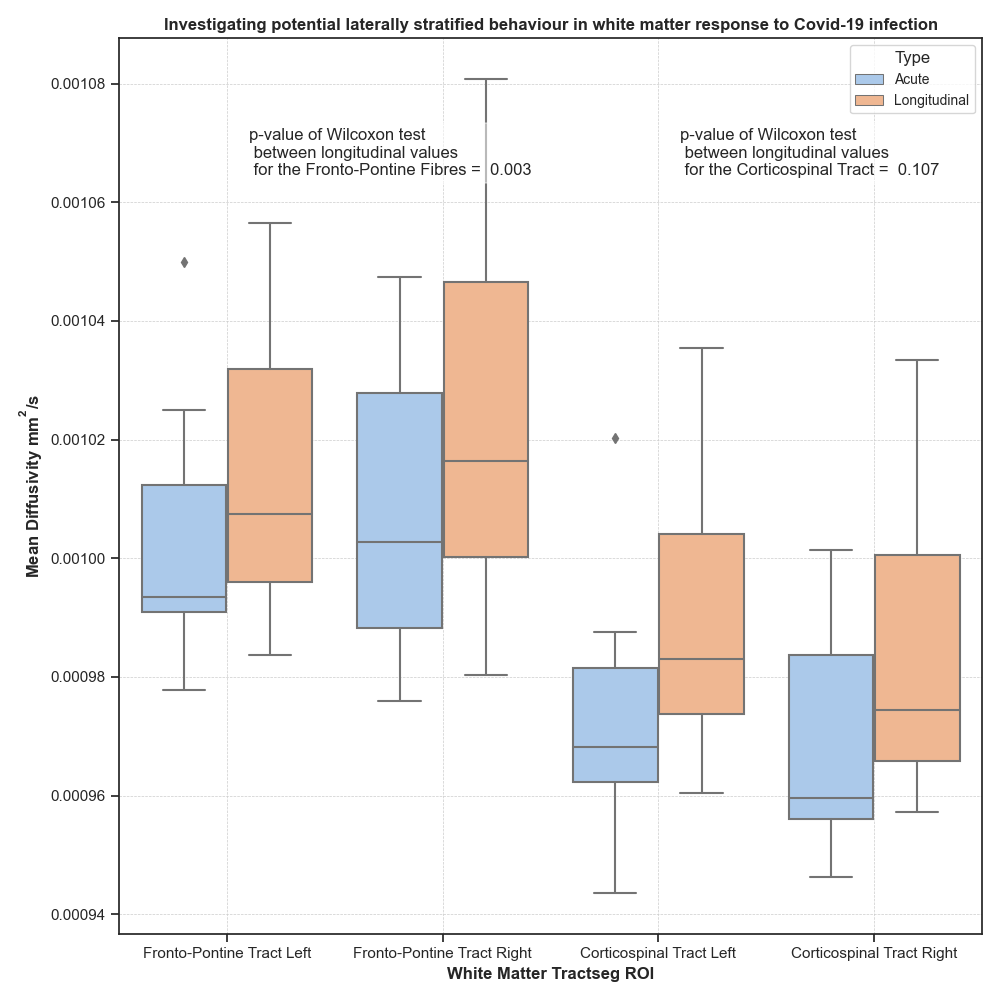 Investigating potential laterally stratified behaviour in white matter response to Covid-19 infection
Type
Acute
Longitudinal
p-value of Wilcoxon test
between longitudinal values
for the Fronto-Pontine Fibres = 0.003
p-value of Wilcoxon test
between longitudinal values
for the Corticospinal Tract = 0.107
0.00108
0.00106
0.00104
0.00102
0.00100
0.00098
0.00096
0.00094
Mean Diffusivity mm²/s
Fronto-Pontine Tract Left
Fronto-Pontine Tract Right
Corticospinal Tract Left
Corticospinal Tract Right
White Matter Tractseg ROI